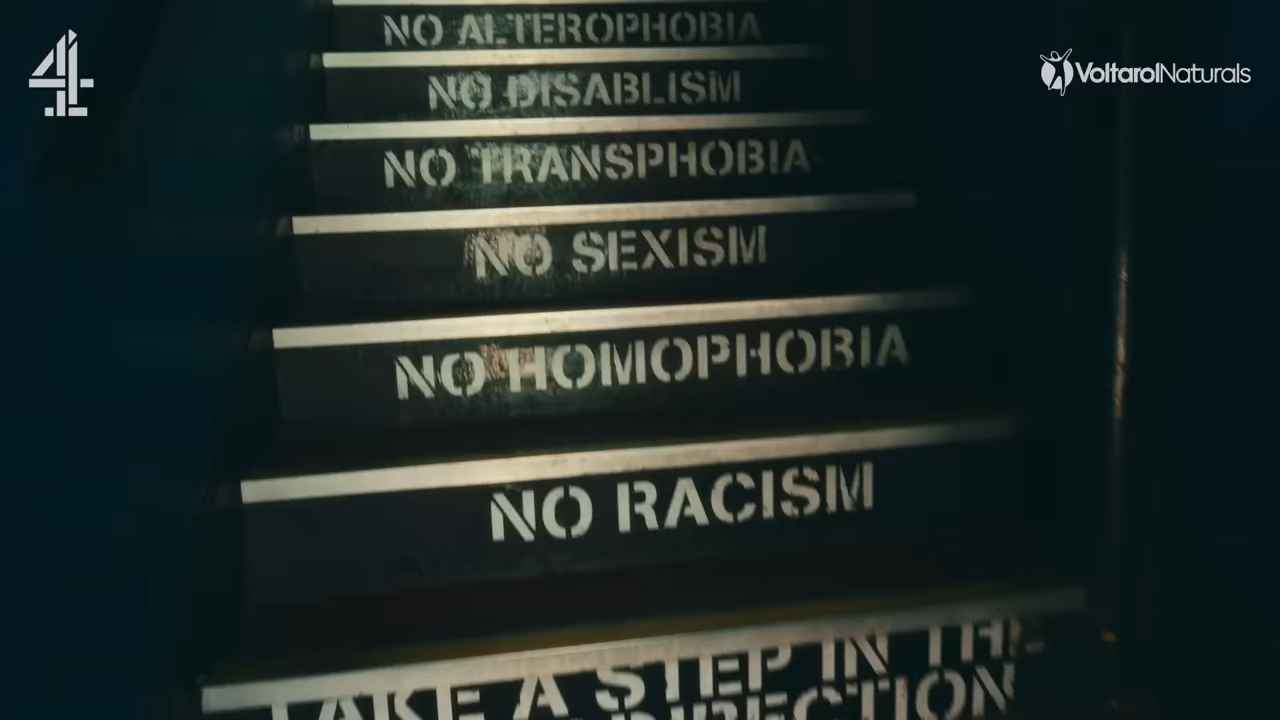 NO ALTEROPHOBIA
4
VoltarolNaturals
NO DISABLISM
NO TRANSPHOBIA
NO SEXISM
NO HOMOPHOBIA
NO RACISM
TAKE A STEP IN THE
DIRECTION